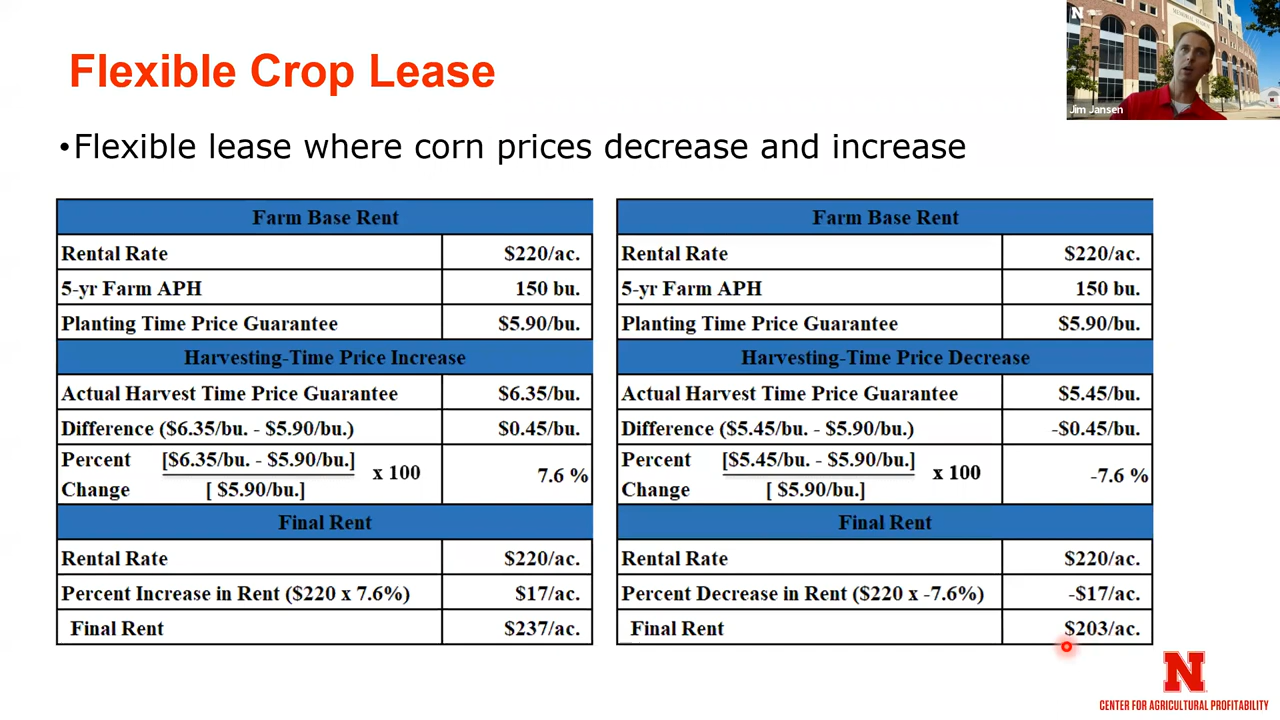 Flexible Crop Lease
•Flexible lease where corn prices decrease and increase
Farm Base Rent
Rental Rate $220/ac.
5-yr Farm APH 150 bu.
Planting Time Price Guarantee $5.90/bu.
Harvesting-Time Price Increase
Actual Harvest Time Price Guarantee $6.35/bu.
Difference ($6.35/bu. - $5.90/bu.) $0.45/bu.
Percent [$6.35/bu. - $5.90/bu.] x 100 7.6 %
Change [ $5.90/bu.]
Final Rent
Rental Rate $220/ac.
Percent Increase in Rent ($220 x 7.6%) $17/ac.
Final Rent $237/ac.
Farm Base Rent
Rental Rate $220/ac.
5-yr Farm APH 150 bu.
Planting Time Price Guarantee $5.90/bu.
Harvesting-Time Price Decrease
Actual Harvest Time Price Guarantee $5.45/bu.
Difference ($5.45/bu. - $5.90/bu.) -$0.45/bu.
Percent [$5.45/bu. - $5.90/bu.] x 100 -7.6 %
Change [ $5.90/bu.]
Final Rent
Rental Rate $220/ac.
Percent Decrease in Rent ($220 x -7.6%) -$17/ac.
Final Rent $203/ac.
N
MEMORIAL STADIUM
Jim Jansen
N
CENTER FOR AGRICULTURAL PROFITABILITY